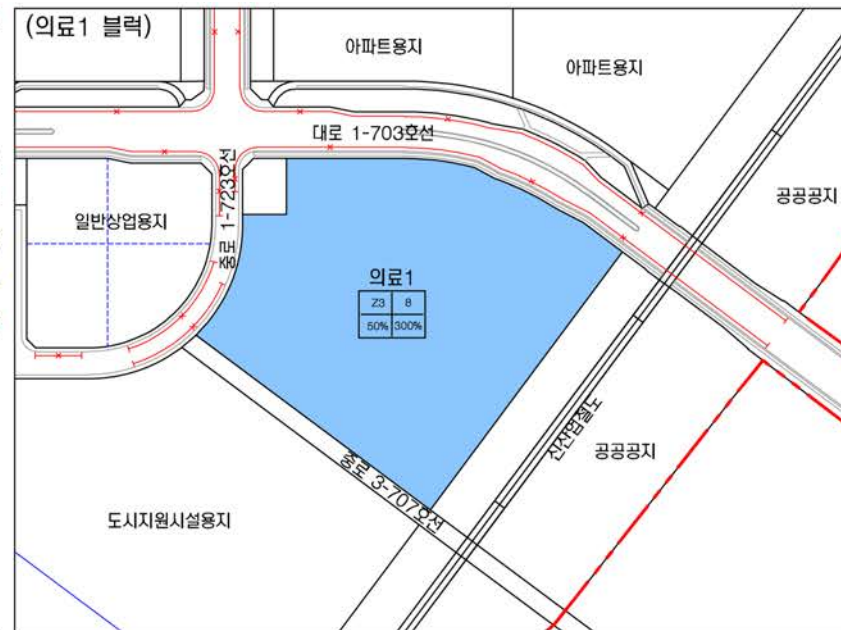 (의료1 블럭)
아파트용지
아파트용지
대로 1-703호선
중로 1-723호선
일반상업용지
공공공지
의료1
Z3 8
50% 300%
신산업철도
공공공지
중로 3-707호선
도시지원시설용지